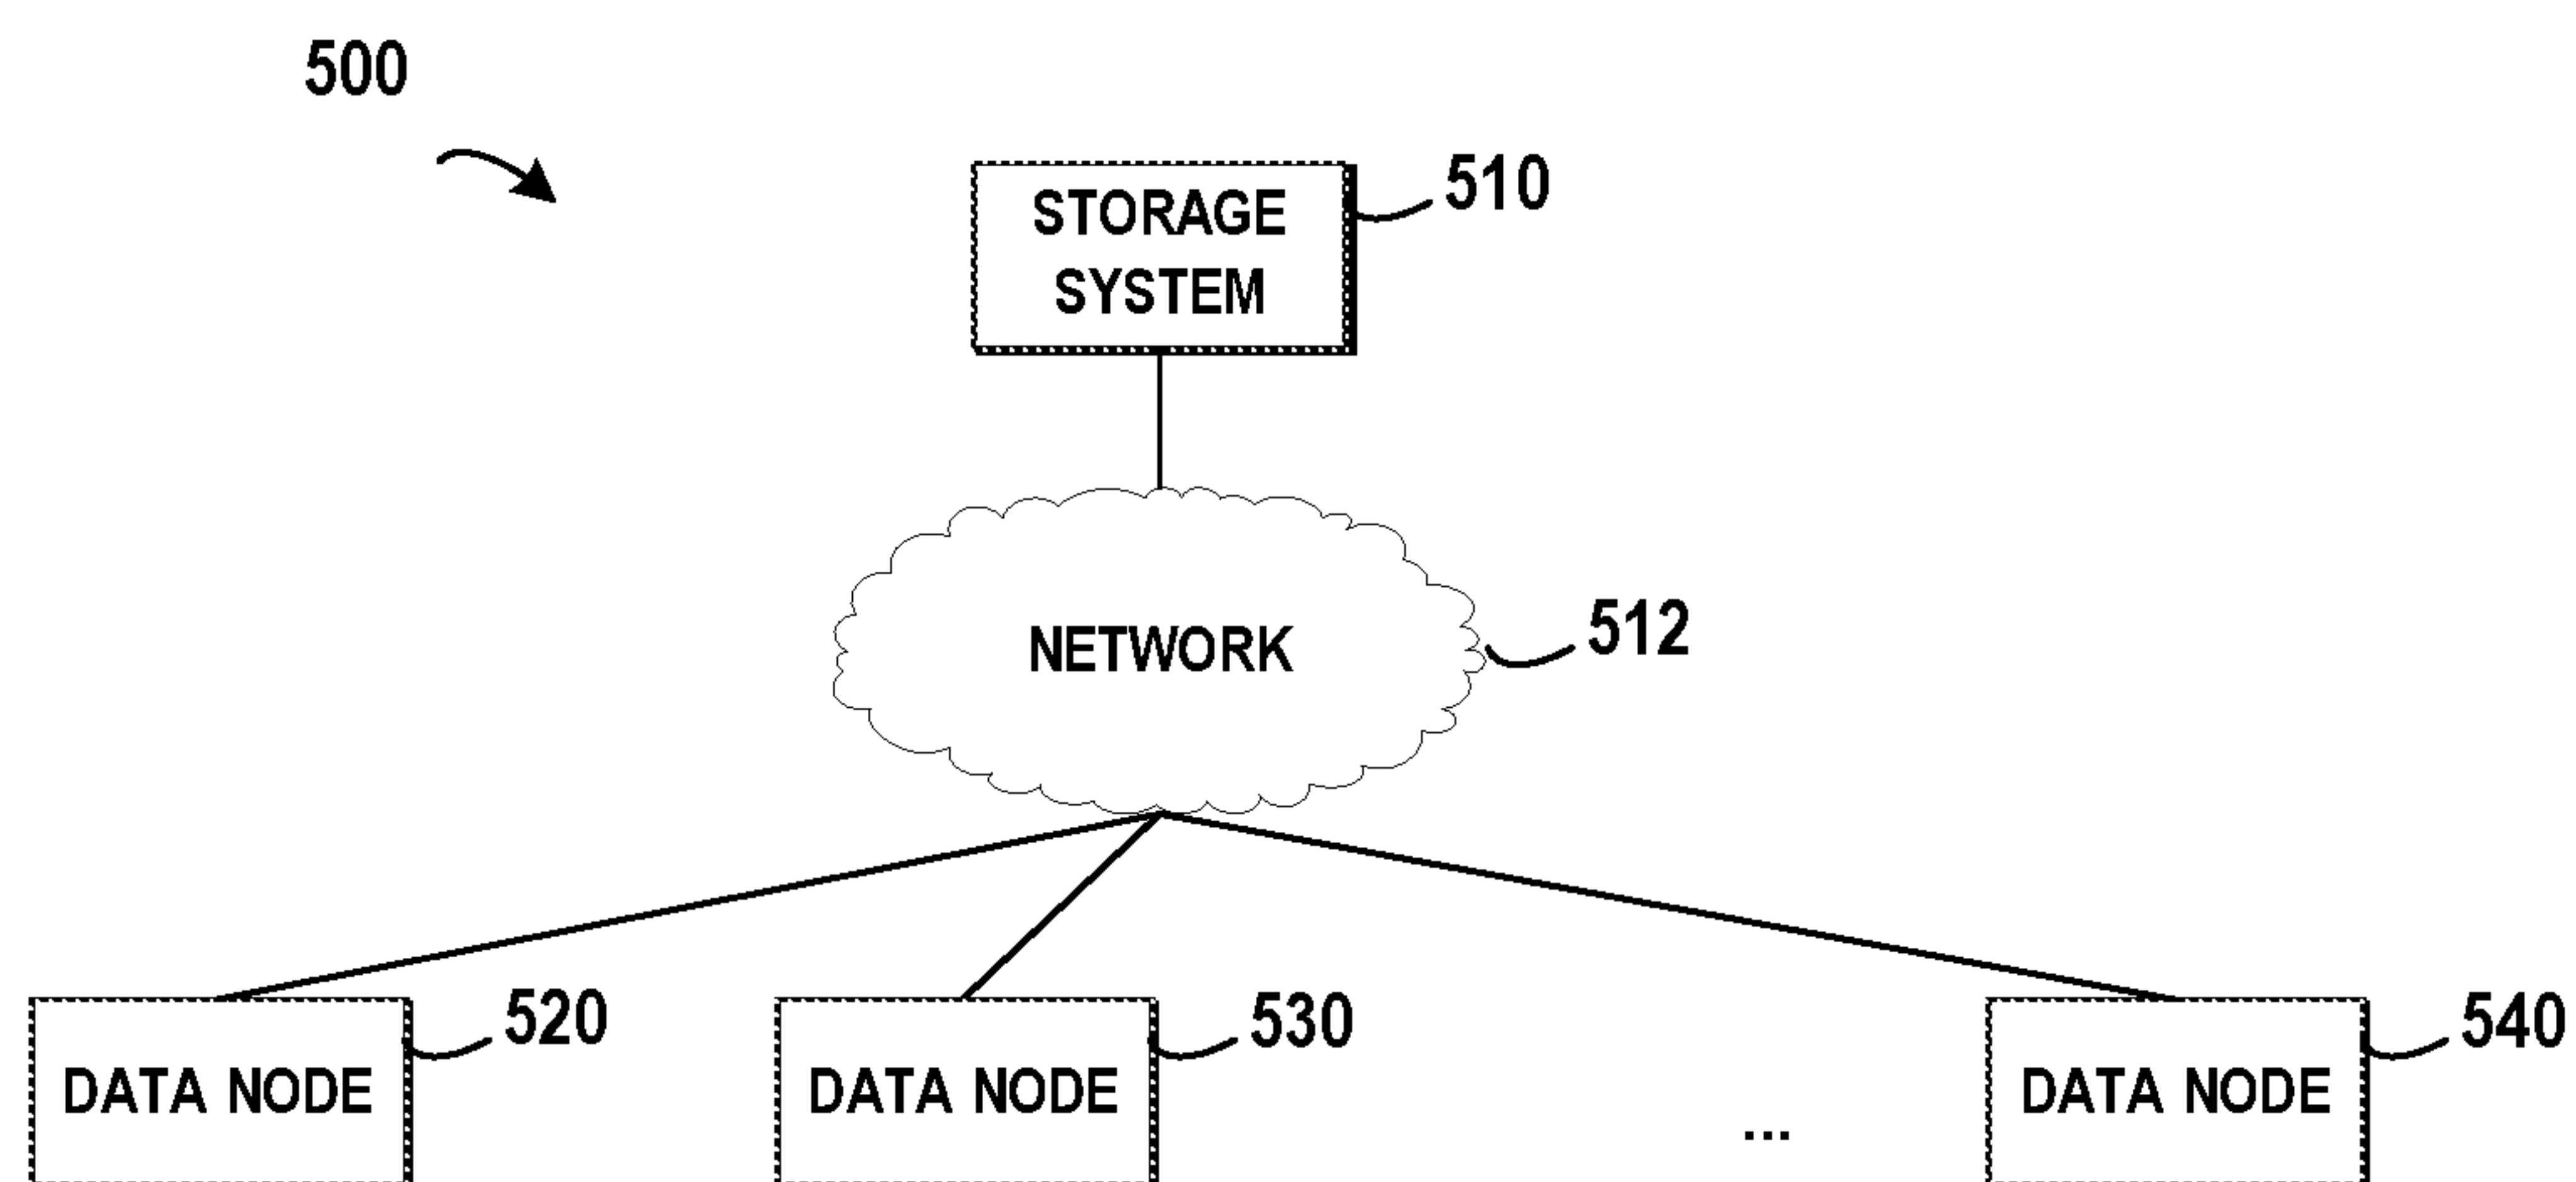 500
STORAGE
SYSTEM
510
NETWORK
512
520
530
540
DATA NODE
DATA NODE
...
DATA NODE